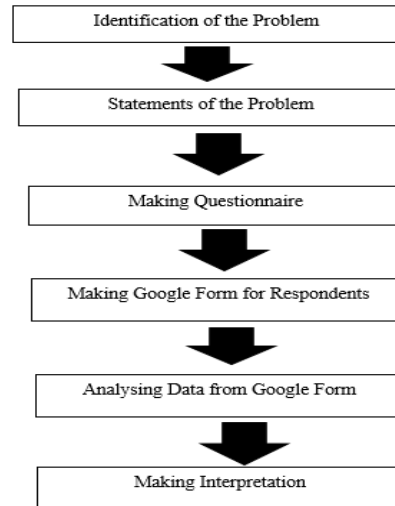 Identification of the Problem
Statements of the Problem
Making Questionnaire
Making Google Form for Respondents
Analysing Data from Google Form
Making Interpretation